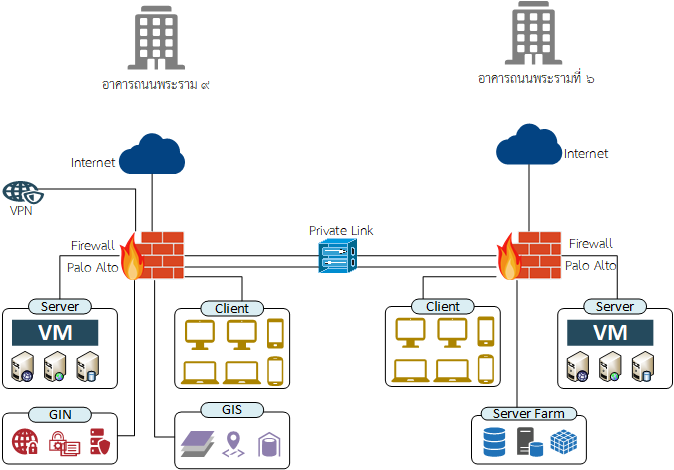 อาคารถนนพระราม ๙
อาคารถนนพระรามที่ ๖
Internet
Internet
VPN
Private Link
Firewall
Palo Alto
Firewall
Palo Alto
Server
VM
Client
Client
Server
VM
GIN
GIS
Server Farm